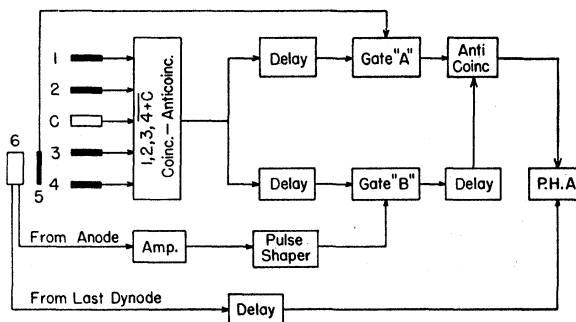 1
2
C
3
4
5
6
1,2,3, 4+C
Coinc.–Anticoinc.
Delay
Gate "A"
Anti
Coinc
Delay
Gate "B"
Delay
P.H.A
From Anode
Amp.
Pulse
Shaper
From Last Dynode
Delay